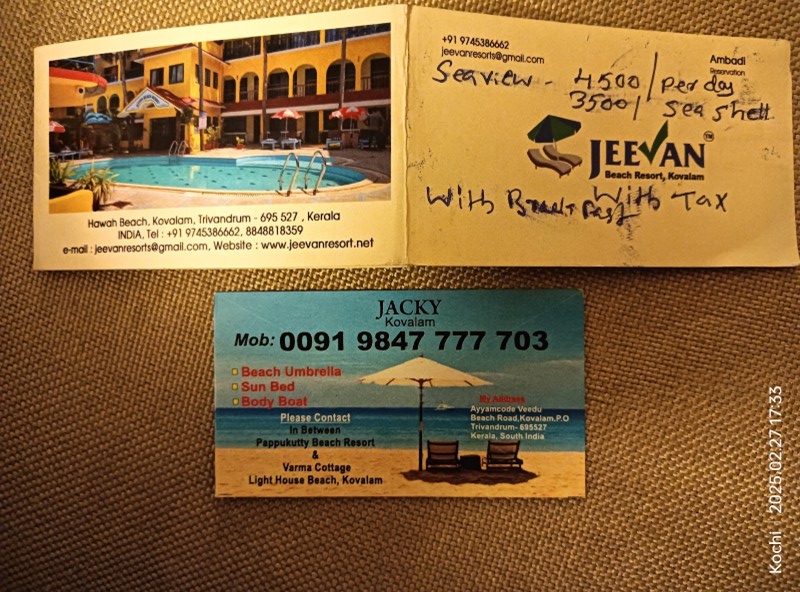 Hawah Beach, Kovalam, Trivandrum - 695 527 , Kerala
INDIA, Tel : +91 9745386662, 8848818359
e-mail : jeevanresorts@gmail.com, Website : www.jeevanresort.net
+91 9745386662
jeevanresorts@gmail.com
Ambadi
Reservation
Seaview - 4500/ Per day
3500/ Sea Shell
JEEVAN TM
Beach Resort, Kovalam
With Breakfast With Tax
JACKY
Kovalam
Mob: 0091 9847 777 703
Beach Umbrella
Sun Bed
Body Boat
Please Contact
In Between
Pappukutty Beach Resort
&
Varma Cottage
Light House Beach, Kovalam
My Address
Ayyamcode Veedu
Beach Road,Kovalam.P.O
Trivandrum- 695527
Kerala, South India
Kochi 2025.02.27 17:33